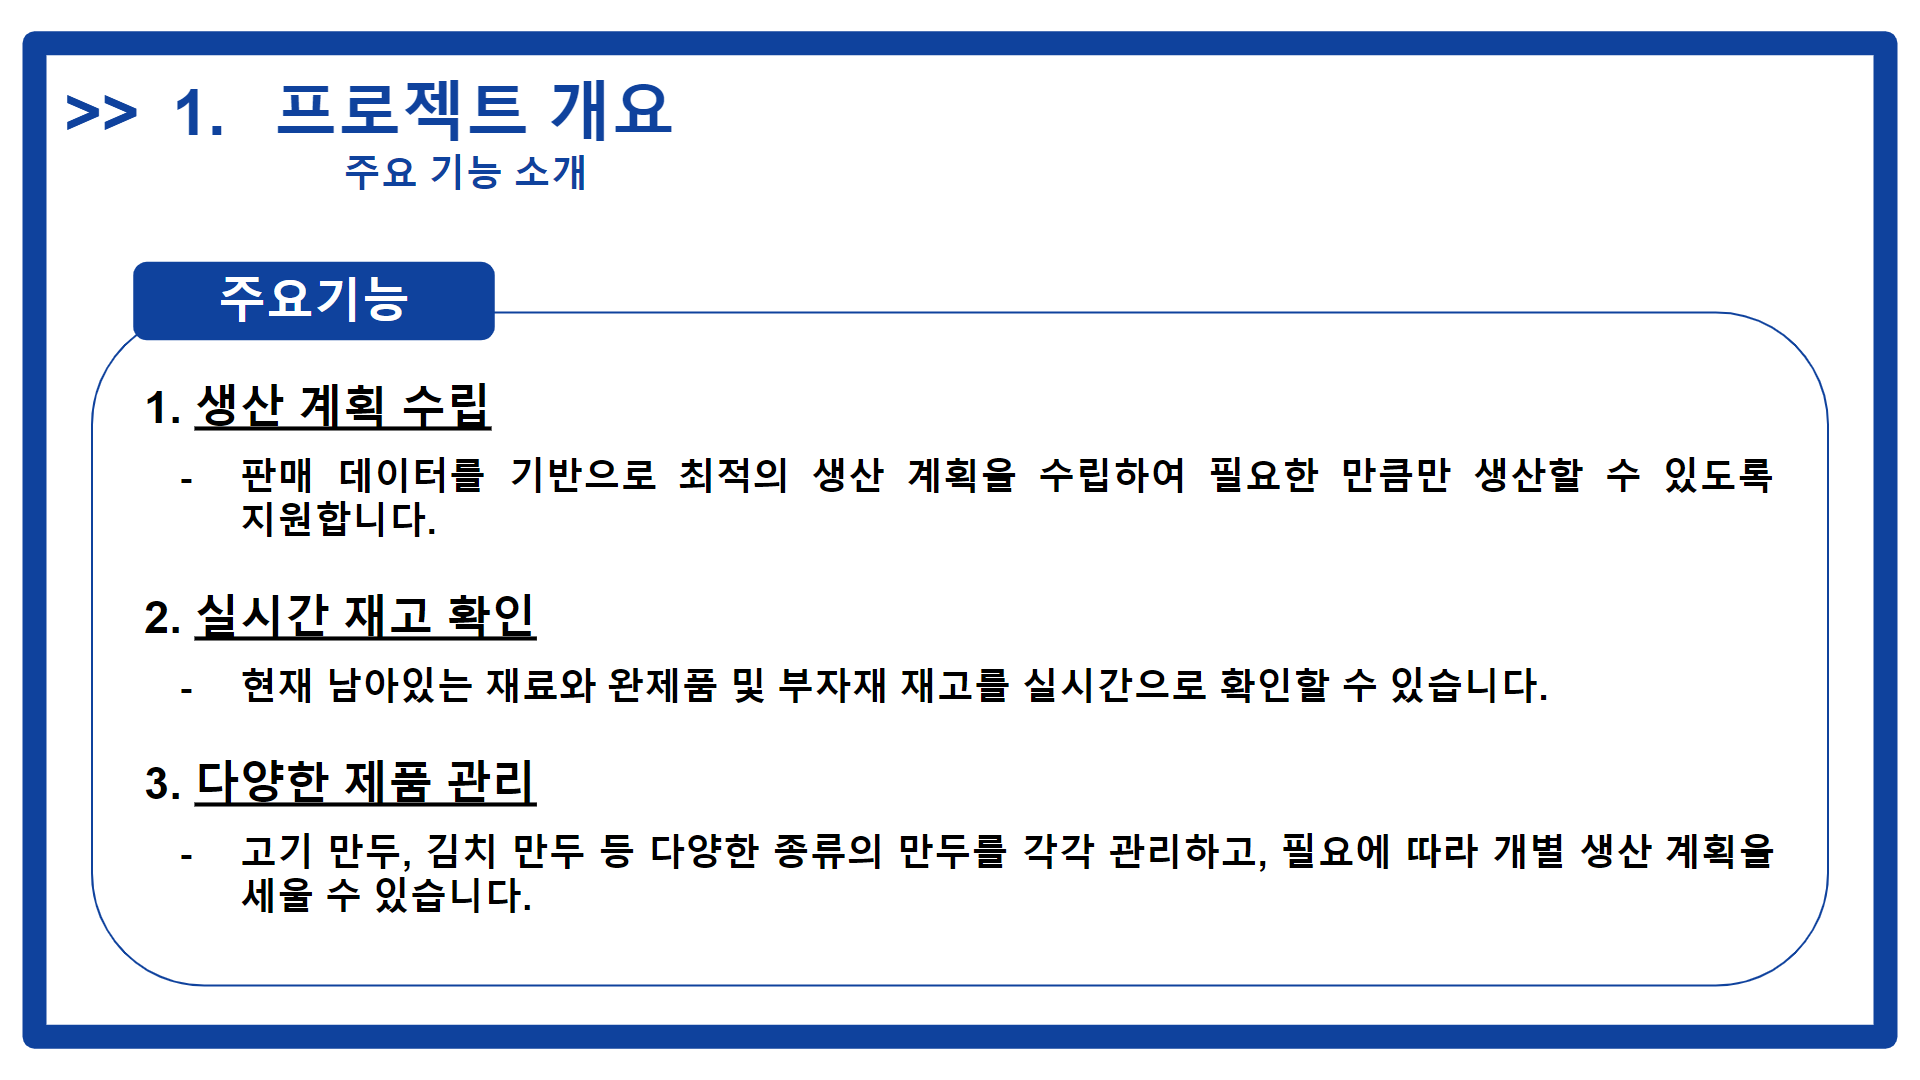 >> 1. 프로젝트 개요
주요 기능 소개
주요기능
1. 생산 계획 수립
- 판매 데이터를 기반으로 최적의 생산 계획을 수립하여 필요한 만큼만 생산할 수 있도록
지원합니다.
2. 실시간 재고 확인
- 현재 남아있는 재료와 완제품 및 부자재 재고를 실시간으로 확인할 수 있습니다.
3. 다양한 제품 관리
- 고기 만두, 김치 만두 등 다양한 종류의 만두를 각각 관리하고, 필요에 따라 개별 생산 계획을
세울 수 있습니다.